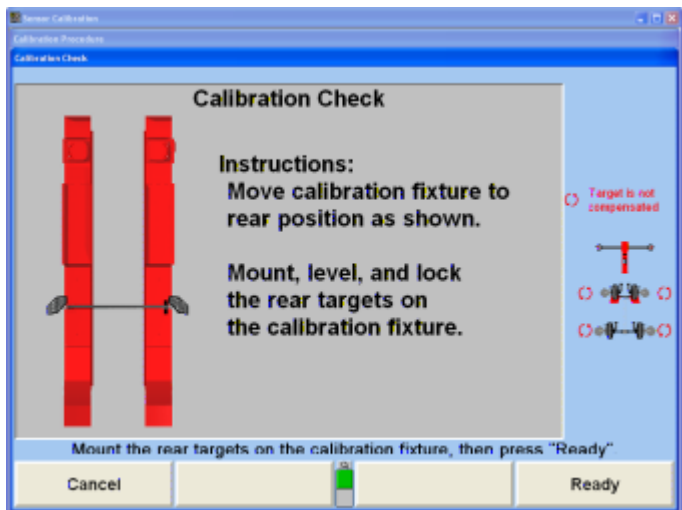 Sensor Calibration
Calibration Procedure
Calibration Check
Calibration Check
Instructions:
Move calibration fixture to
rear position as shown.
Mount, level, and lock
the rear targets on
the calibration fixture.
Target is not
compensated
Mount the rear targets on the calibration fixture, then press "Ready".
Cancel
Ready